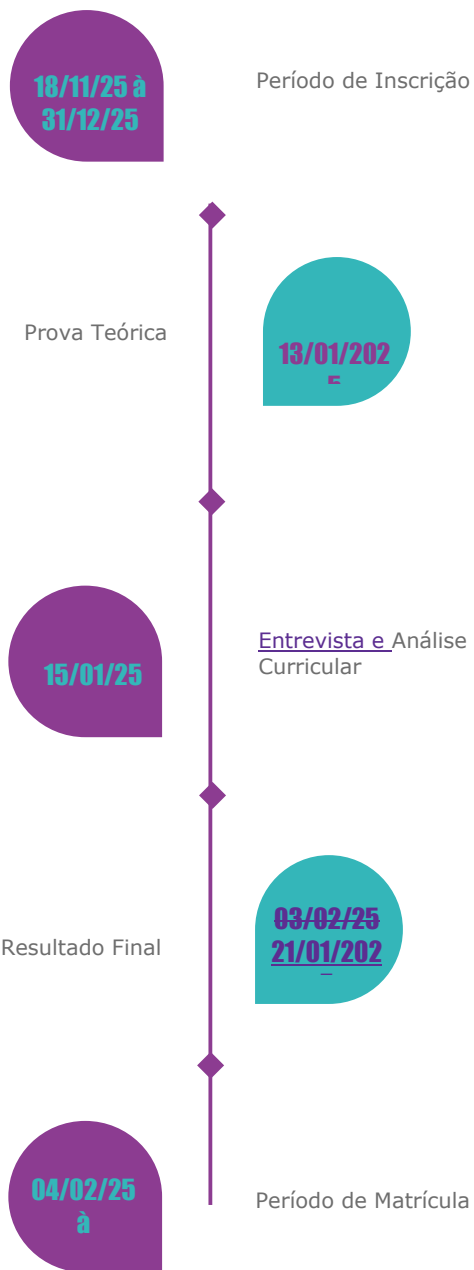 18/11/25 à
31/12/25
Período de Inscrição
Prova Teórica
13/01/202
15/01/25
Entrevista e Análise
Curricular
Resultado Final
03/02/25
21/01/202
04/02/25
à
Período de Matrícula